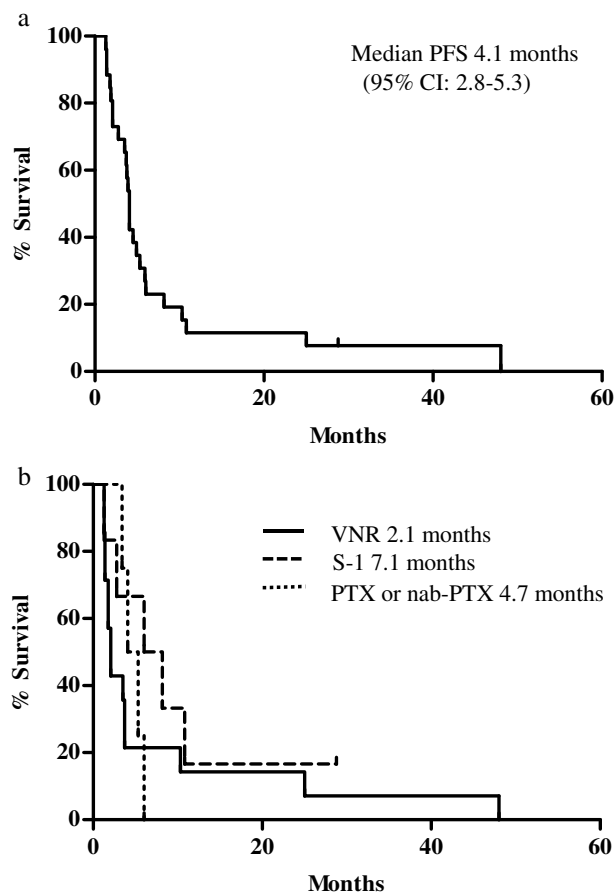 a
Median PFS 4.1 months
(95% CI: 2.8-5.3)
100
80
60
40
20
0
% Survival
0 20 40 60
Months
b
VNR 2.1 months
S-1 7.1 months
PTX or nab-PTX 4.7 months
100
80
60
40
20
0
% Survival
0 20 40 60
Months